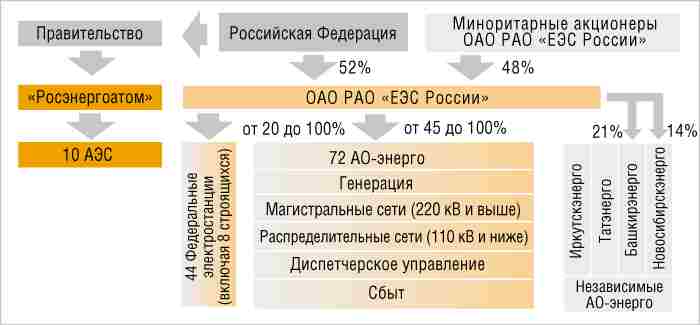 Правительство
Российская Федерация
Миноритарные акционеры
ОАО РАО «ЕЭС России»
52%
48%
«Росэнергоатом»
ОАО РАО «ЕЭС России»
от 20 до 100%
от 45 до 100%
21%
14%
10 АЭС
44 Федеральные
электростанции
(включая 8 строящихся)
72 АО-энерго
Генерация
Магистральные сети (220 кВ и выше)
Распределительные сети (110 кВ и ниже)
Диспетчерское управление
Сбыт
Иркутскэнерго
Татэнерго
Башкирэнерго
Новосибирскэнерго
Независимые
АО-энерго